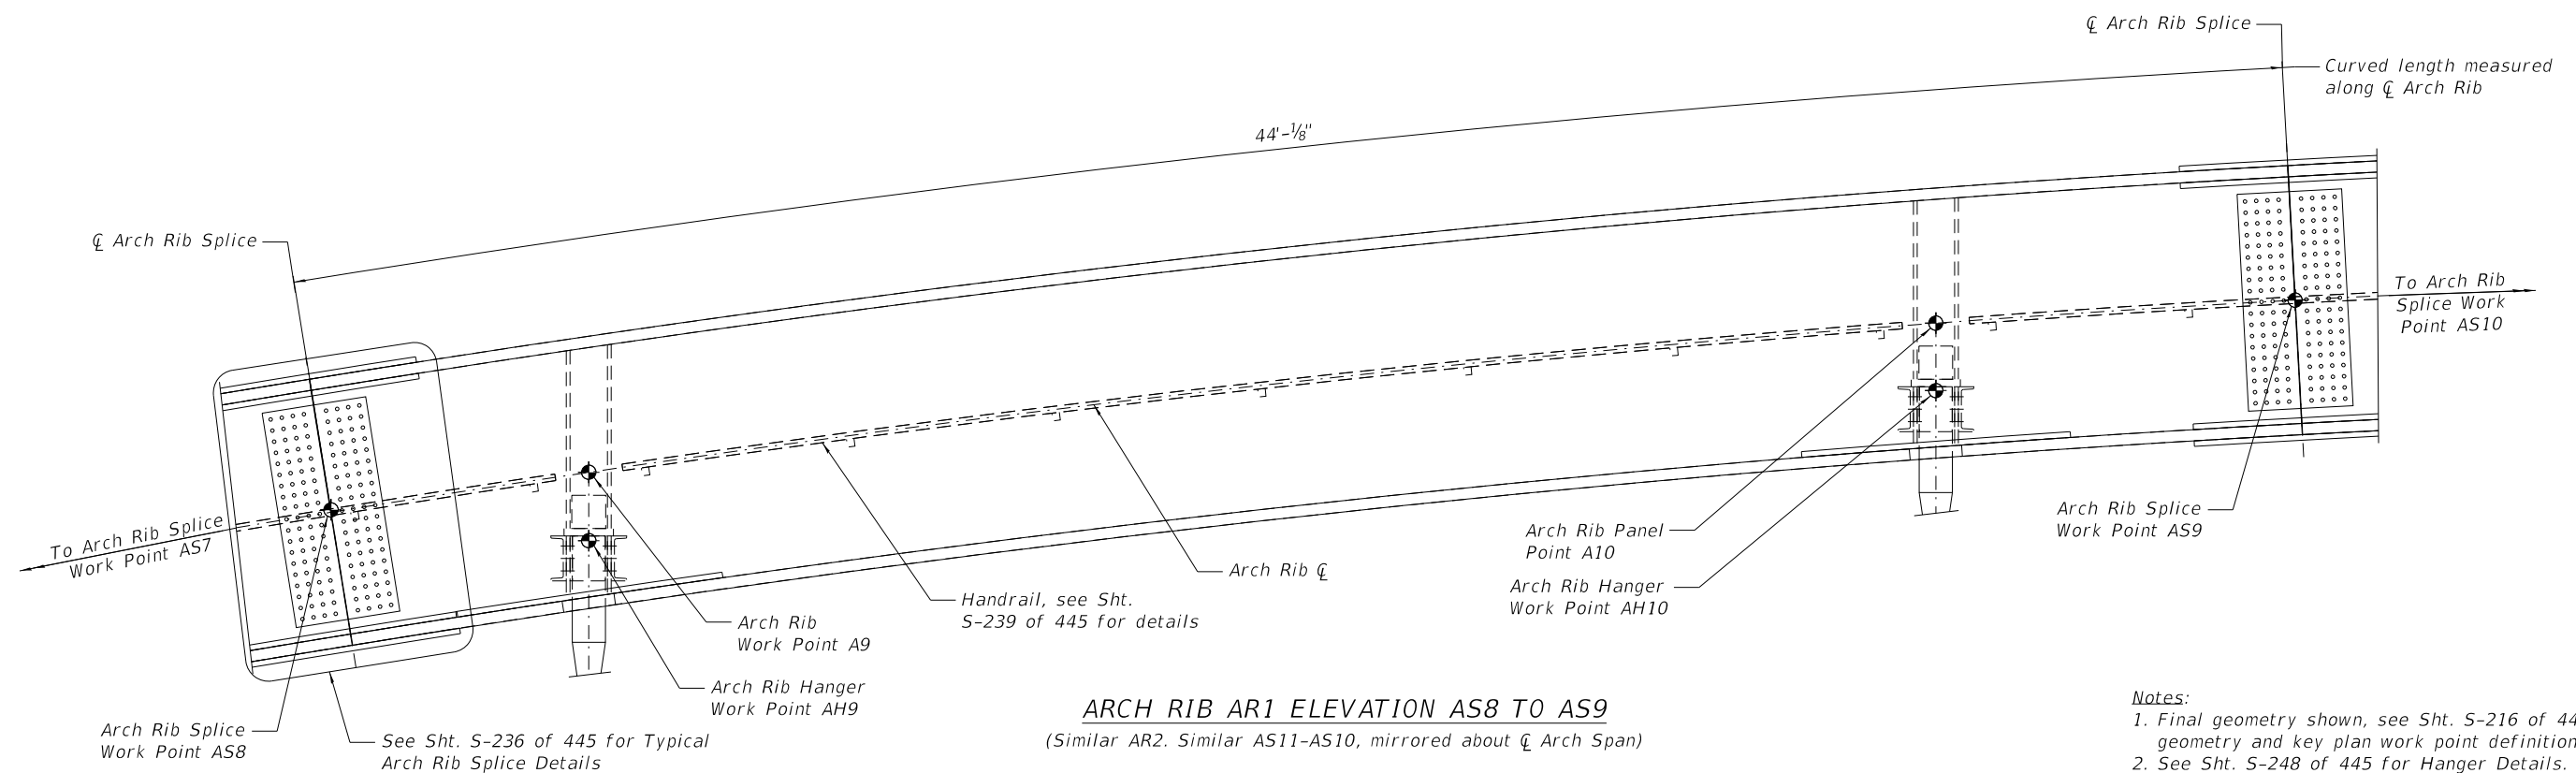 ℄ Arch Rib Splice
Curved length measured
along ℄ Arch Rib
44'-⅛"
℄ Arch Rib Splice
To Arch Rib
Splice Work
Point AS10
To Arch Rib Splice
Work Point AS7
Arch Rib Splice
Work Point AS9
Arch Rib Panel
Point A10
Arch Rib Hanger
Work Point AH10
Arch Rib ℄
Handrail, see Sht.
S-239 of 445 for details
Arch Rib
Work Point A9
Arch Rib Hanger
Work Point AH9
Arch Rib Splice
Work Point AS8
See Sht. S-236 of 445 for Typical
Arch Rib Splice Details
ARCH RIB AR1 ELEVATION AS8 TO AS9
(Similar AR2. Similar AS11-AS10, mirrored about ℄ Arch Span)
Notes:
1. Final geometry shown, see Sht. S-216 of
geometry and key plan work point definition
2. See Sht. S-248 of 445 for Hanger Details.